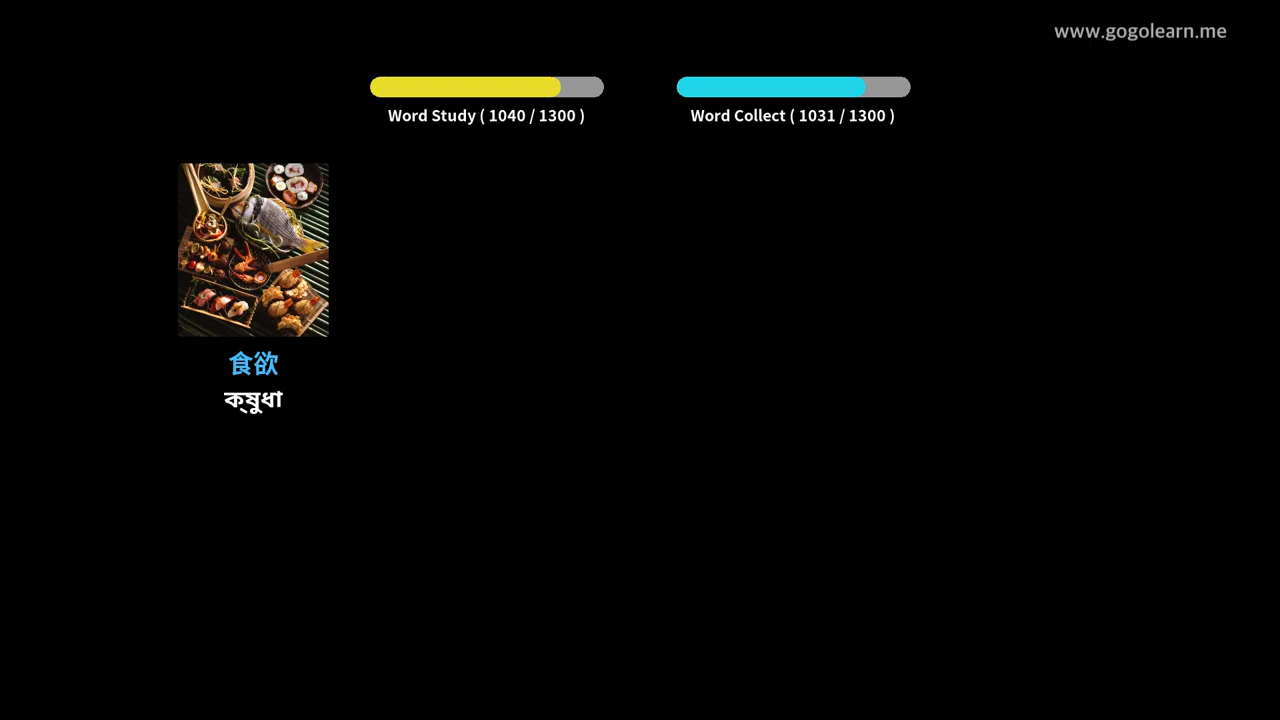 www.gogolearn.me
Word Study ( 1040 / 1300 )
Word Collect ( 1031 / 1300 )
食欲
ক্ষুধা